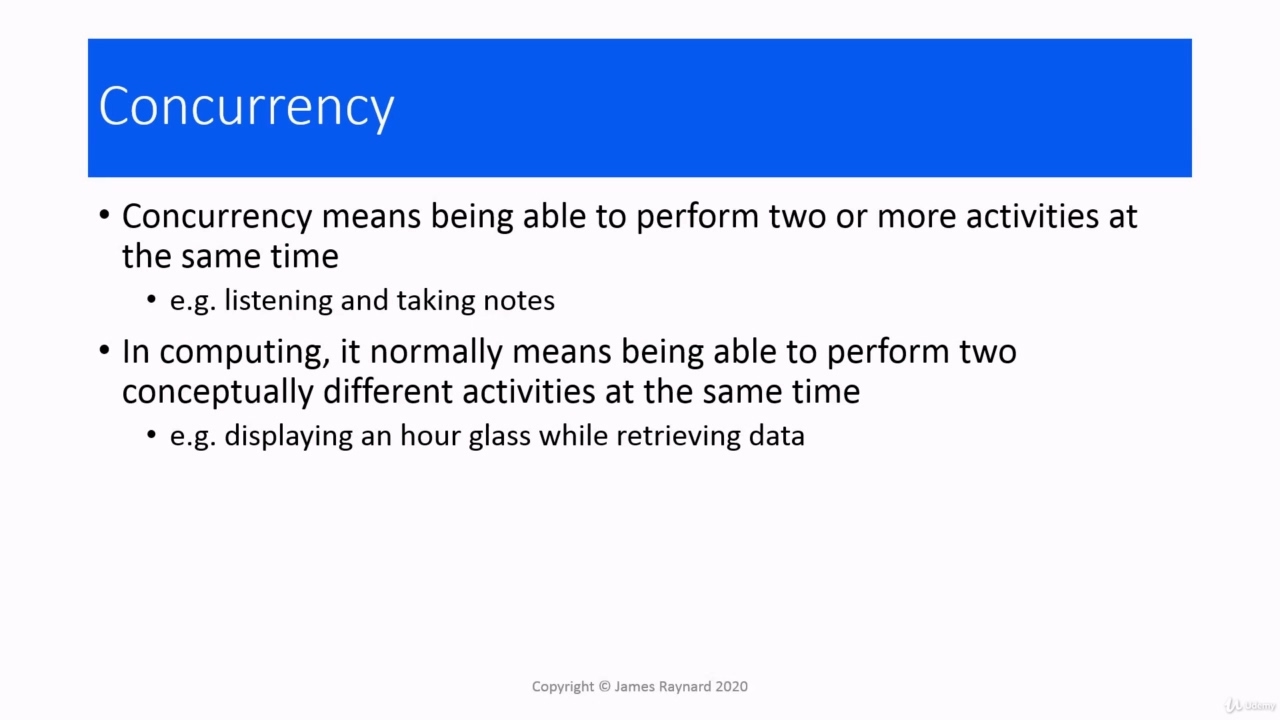 Concurrency
• Concurrency means being able to perform two or more activities at
the same time
• e.g. listening and taking notes
• In computing, it normally means being able to perform two
conceptually different activities at the same time
• e.g. displaying an hour glass while retrieving data
Copyright © James Raynard 2020
Udemy